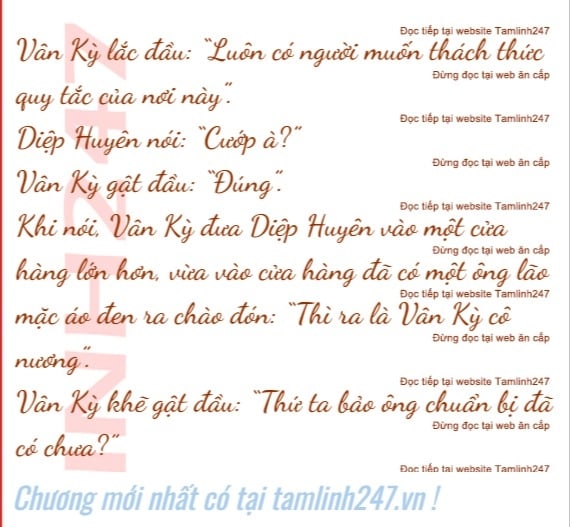 Đọc tiếp tại website Tamlinh247
Vân Kỳ lắc đầu: “Luôn có người muốn thách thức
Đừng đọc tại web ăn cắp
quy tắc của nơi này”.
Đọc tiếp tại website Tamlinh247
Diệp Huyên nói: “Cướp à?”
Đừng đọc tại web ăn cắp
Vân Kỳ gật đầu: “Đúng”.
Đọc tiếp tại website Tamlinh247
Khi nói, Vân Kỳ đưa Diệp Huyên vào một cửa
Đừng đọc tại web ăn cắp
hàng lớn hơn, vừa vào cửa hàng đã có một ông lão
Đọc tiếp tại website Tamlinh247
mặc áo đen ra chào đón: “Thì ra là Vân Kỳ cô
Đừng đọc tại web ăn cắp
nương”.
Đọc tiếp tại website Tamlinh247
Vân Kỳ khẽ gật đầu: “Thứ ta bảo ông chuẩn bị đã
Đừng đọc tại web ăn cắp
có chưa?”
Đọc tiếp tại website Tamlinh247
INH247
Chương mới nhất có tại tamlinh247.vn !